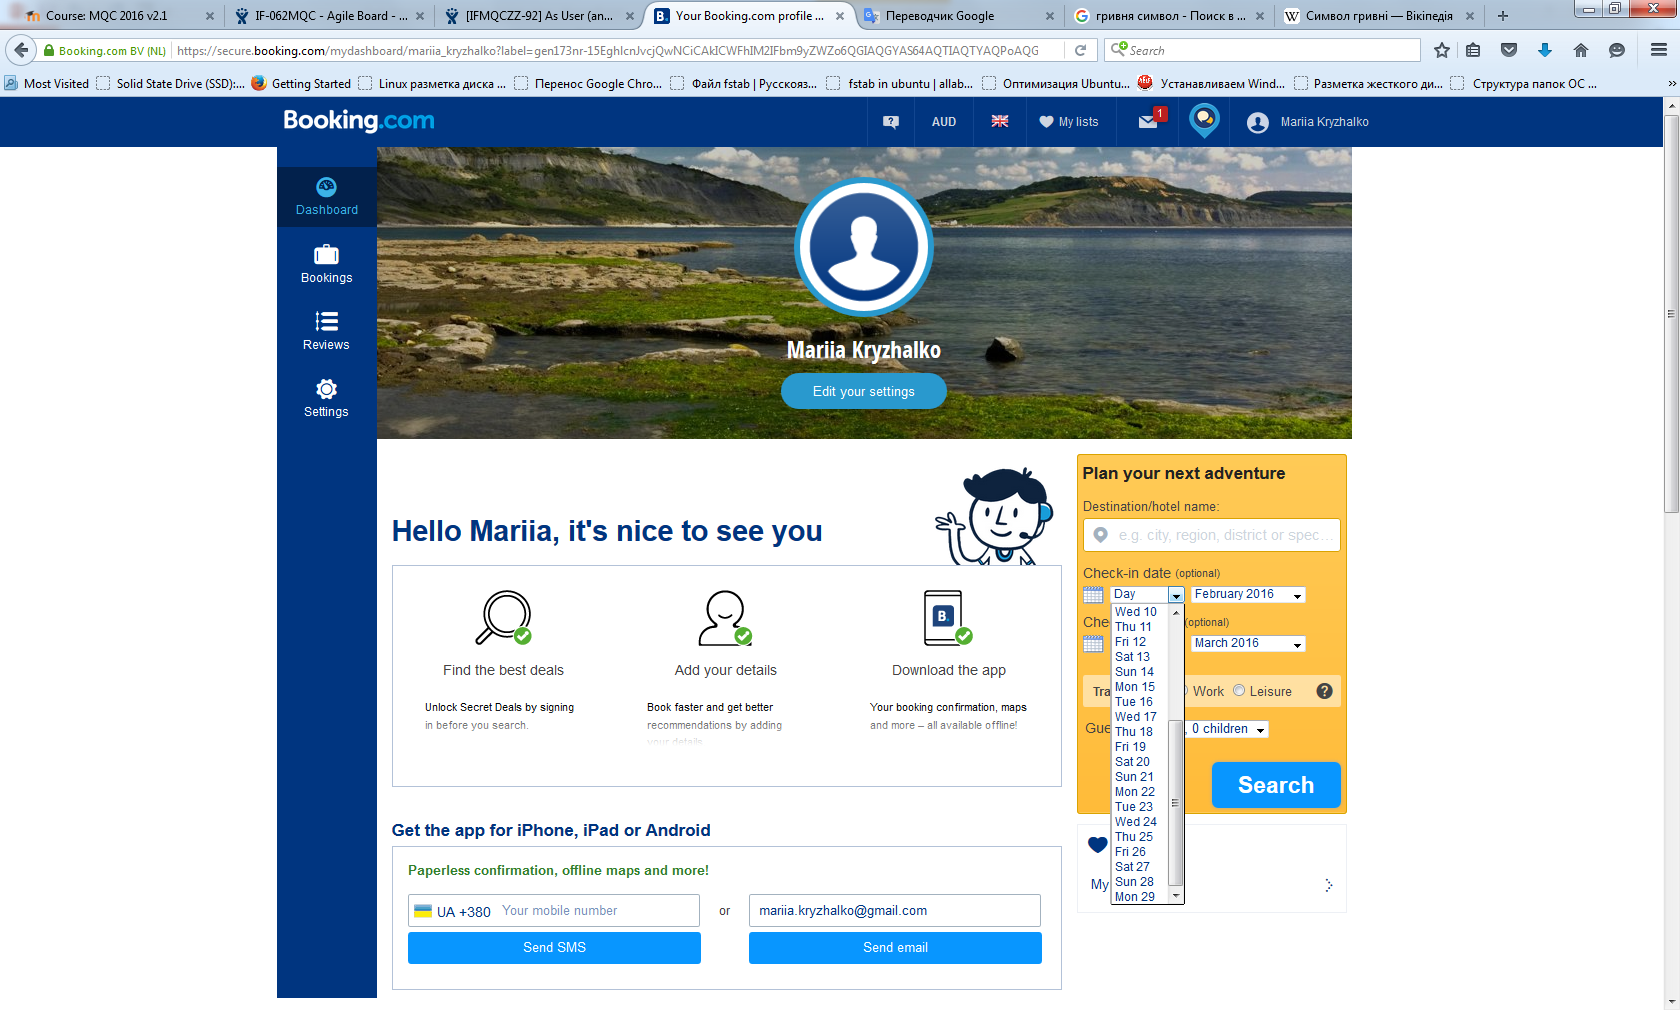 Course: MQC 2016 v2.1
IF-062MQC - Agile Board - ...
[IFMQCZZ-92] As User (an...
Your Booking.com profile ...
Переводчик Google
гривня символ - Поиск в ...
Символ гривні — Вікіпедія
Booking.com BV (NL)
https://secure.booking.com/mydashboard/mariia_kryzhalko?label=gen173nr-15EghIcnJvcjQwNCiCAkICWFhIM2IFbm9yZWZo6QGIAQGYAS64AQTIAQTYAQPoAQG
Search
Most Visited
Solid State Drive (SSD):...
Getting Started
Linux разметка диска ...
Перенос Google Chro...
Файл fstab | Русскояз...
fstab in ubuntu | allab...
Оптимизация Ubuntu...
Устанавливаем Wind...
Разметка жесткого ди...
Структура папок ОС ...
»
Booking.com
?
AUD
My lists
1
Mariia Kryzhalko
Dashboard
Bookings
Reviews
Settings
Mariia Kryzhalko
Edit your settings
Hello Mariia, it's nice to see you
Find the best deals
Unlock Secret Deals by signing
in before you search.
Add your details
Book faster and get better
recommendations by adding
your details
B.
Download the app
Your booking confirmation, maps
and more – all available offline!
Get the app for iPhone, iPad or Android
Paperless confirmation, offline maps and more!
UA +380
Your mobile number
or
mariia.kryzhalko@gmail.com
Send SMS
Send email
Plan your next adventure
Destination/hotel name:
e.g. city, region, district or spec...
Check-in date (optional)
Day
February 2016
Che
(optional)
March 2016
Tra
Work
Leisure
?
Gue
, 0 children
Search
Wed 10
Thu 11
Fri 12
Sat 13
Sun 14
Mon 15
Tue 16
Wed 17
Thu 18
Fri 19
Sat 20
Sun 21
Mon 22
Tue 23
Wed 24
Thu 25
Fri 26
Sat 27
Sun 28
Mon 29
My